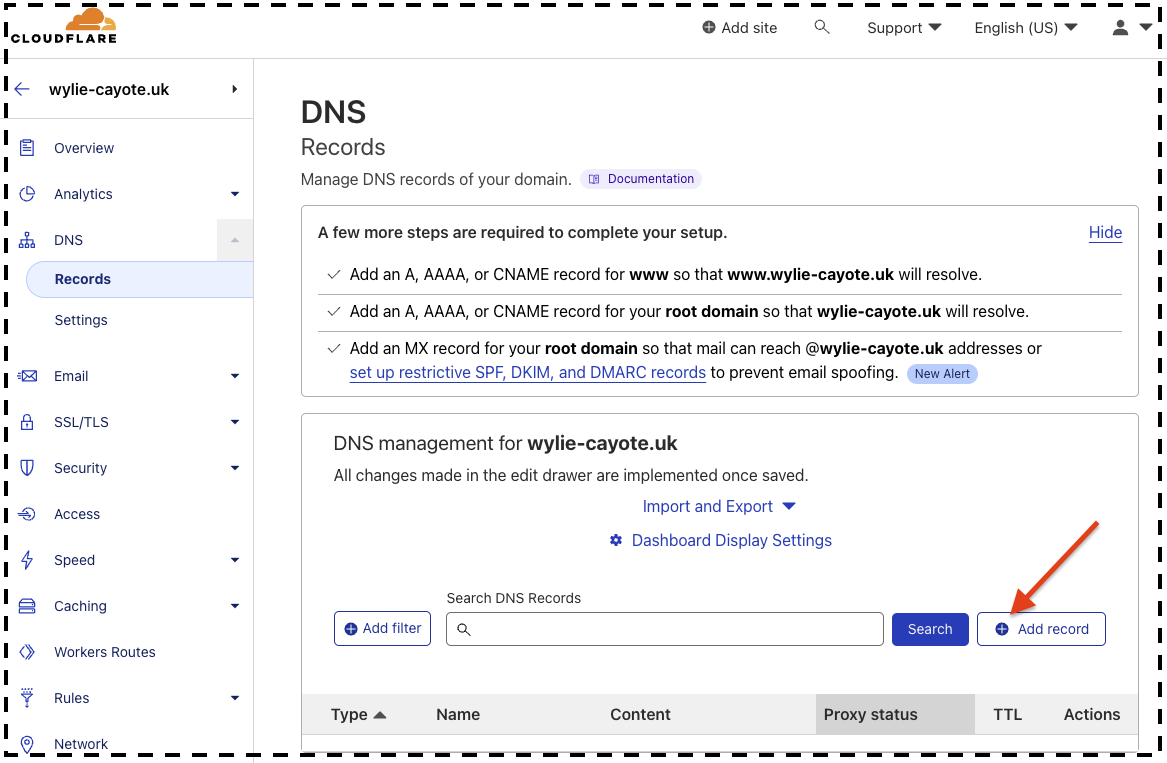 CLOUDFLARE
Add site
Support
English (US)
wylie-cayote.uk
Overview
Analytics
DNS
Records
Settings
Email
SSL/TLS
Security
Access
Speed
Caching
Workers Routes
Rules
Network
DNS
Records
Manage DNS records of your domain. Documentation
A few more steps are required to complete your setup. Hide
Add an A, AAAA, or CNAME record for www so that www.wylie-cayote.uk will resolve.
Add an A, AAAA, or CNAME record for your root domain so that wylie-cayote.uk will resolve.
Add an MX record for your root domain so that mail can reach @wylie-cayote.uk addresses or
set up restrictive SPF, DKIM, and DMARC records to prevent email spoofing. New Alert
DNS management for wylie-cayote.uk
All changes made in the edit drawer are implemented once saved.
Import and Export
Dashboard Display Settings
Search DNS Records
Add filter Search Add record
Type Name Content Proxy status TTL Actions